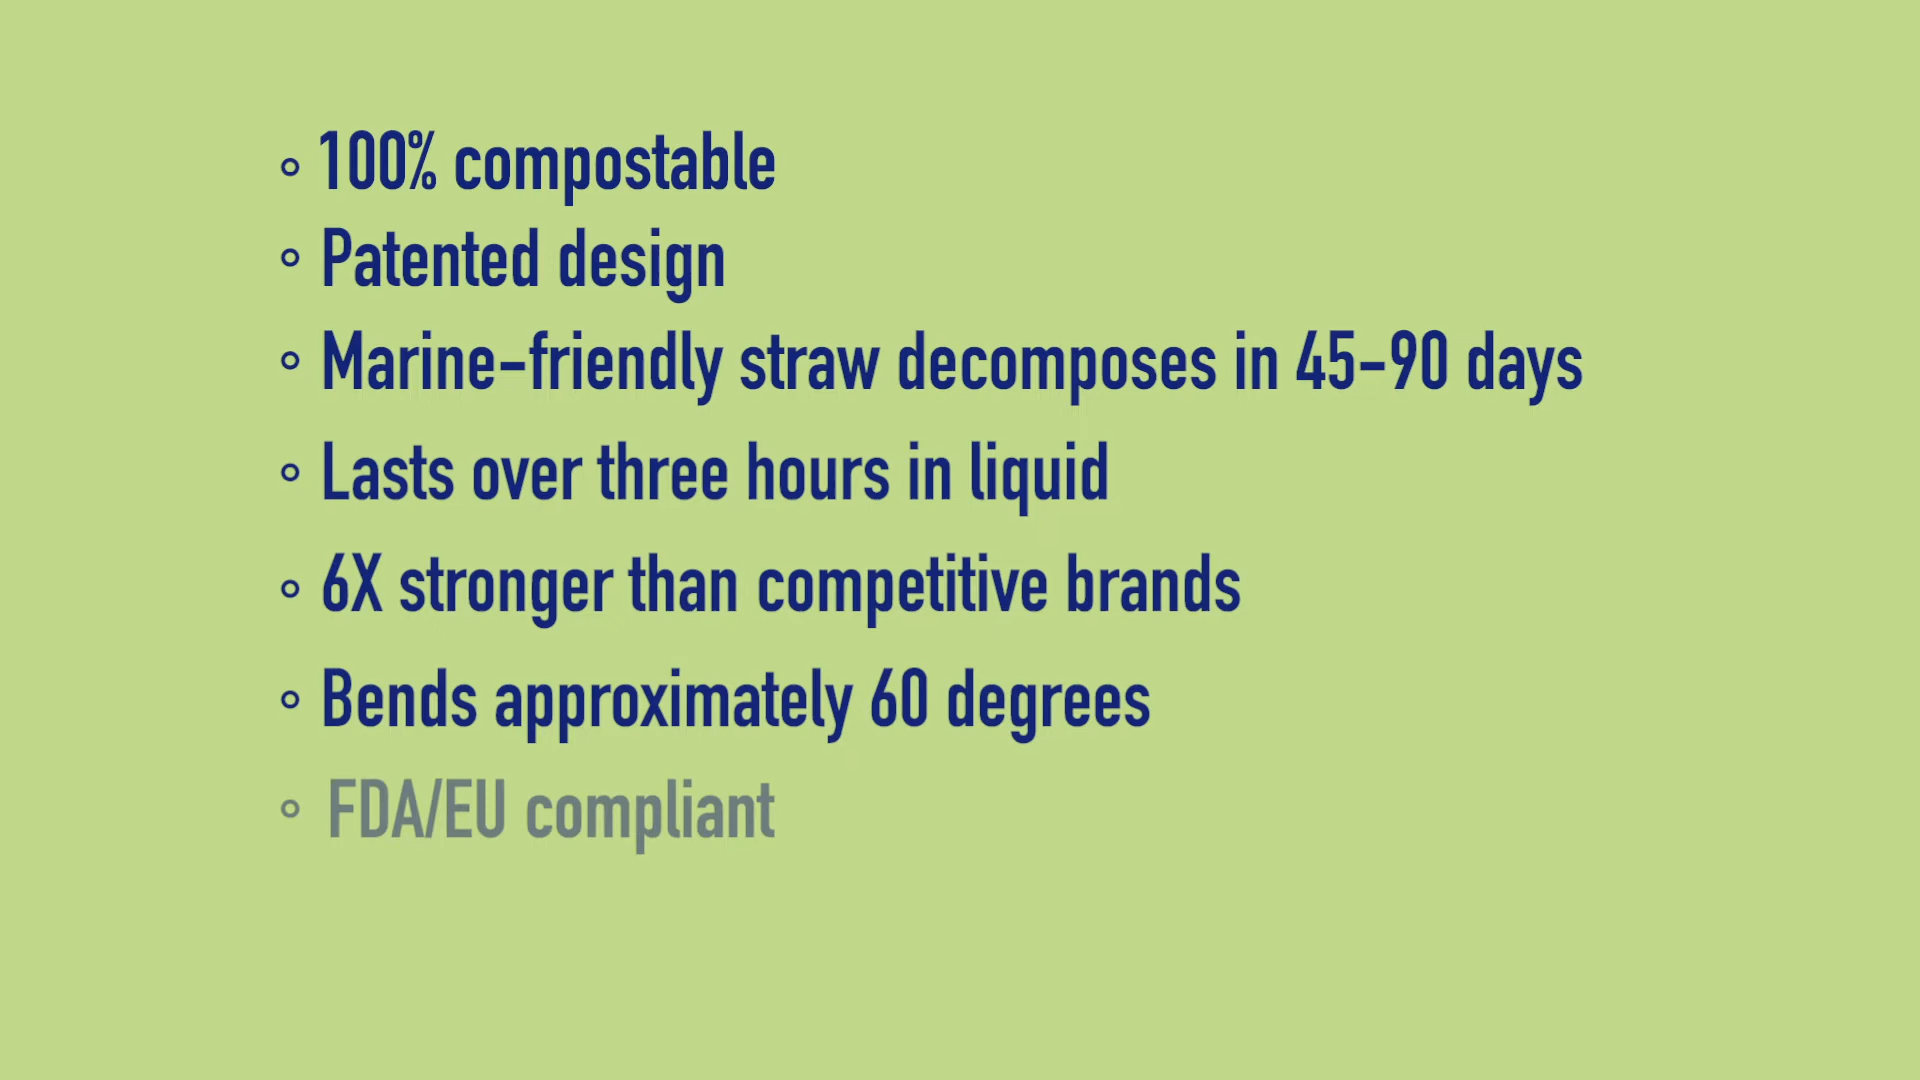 ◦ 100% compostable
◦ Patented design
◦ Marine-friendly straw decomposes in 45-90 days
◦ Lasts over three hours in liquid
◦ 6X stronger than competitive brands
◦ Bends approximately 60 degrees
◦ FDA/EU compliant